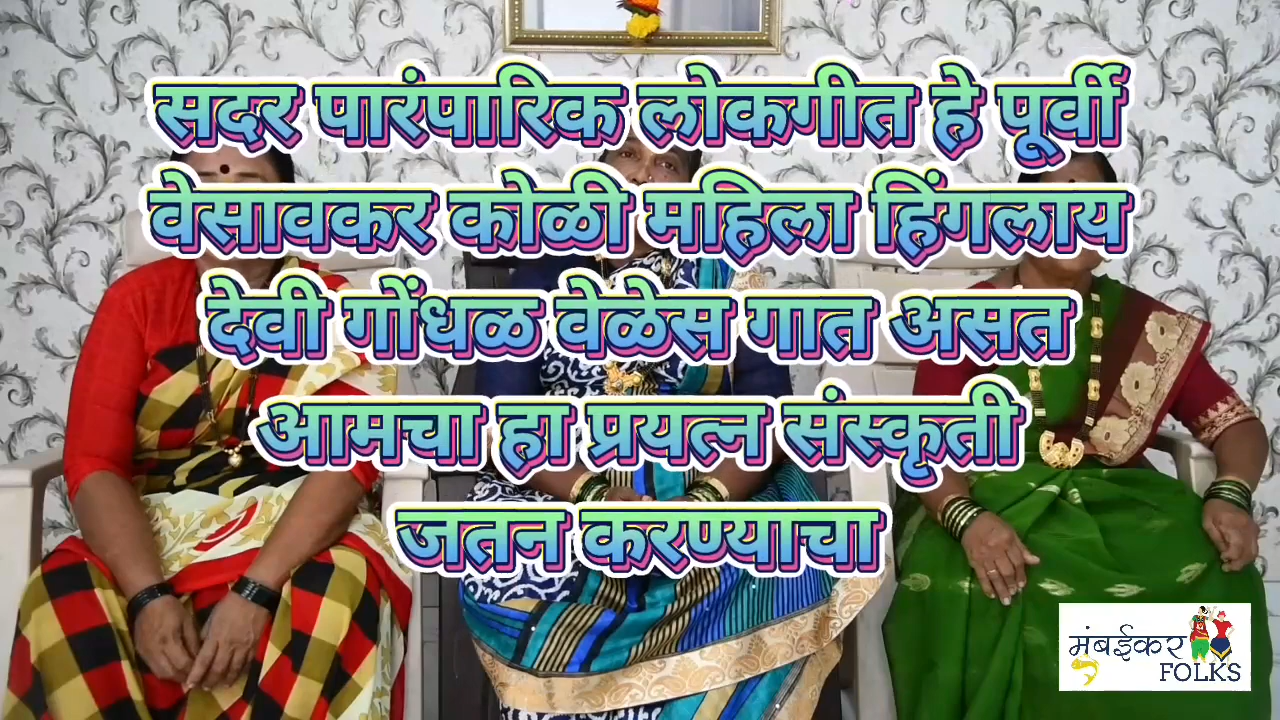 सदर पारंपारिक लोकगीत हे पूर्वी
वेसावकर कोळी महिला हिंगलाय
देवी गोंधळ वेळेस गात असत
आमचा हा प्रयत्न संस्कृती
जतन करण्याचा
मुंबईकर
FOLKS